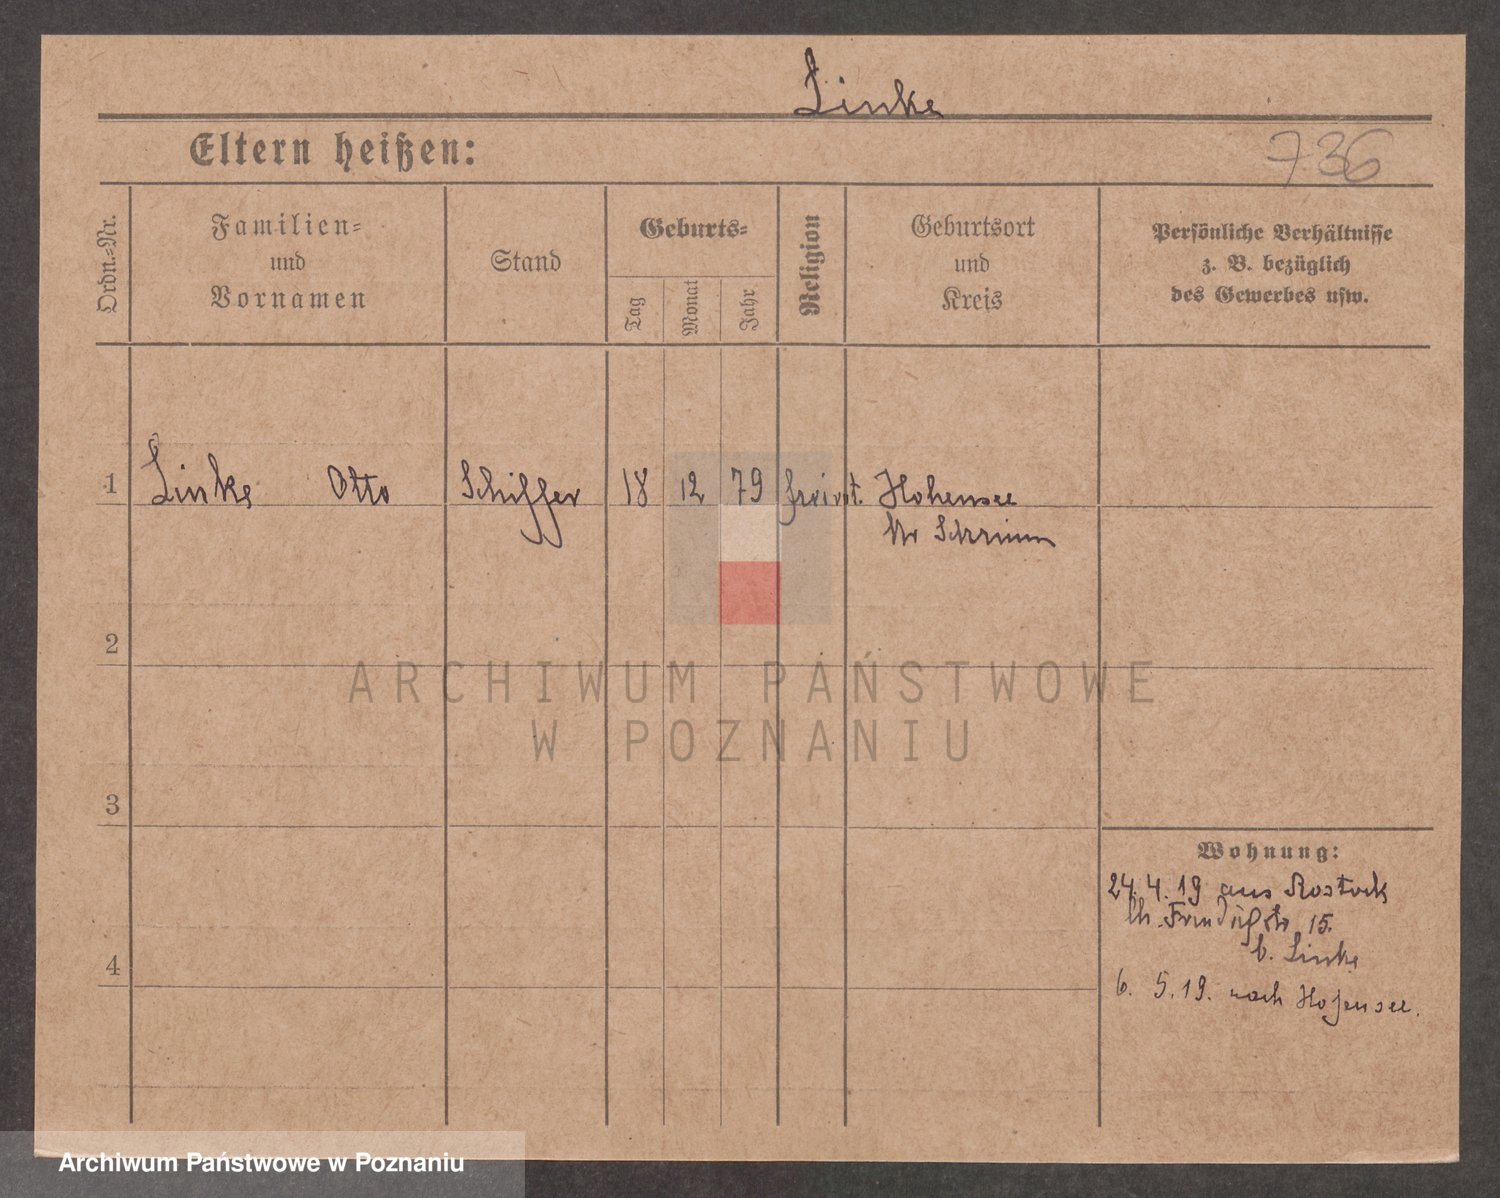 Linke
Eltern heißen:
736
Ordn.-Nr.
Familien-
und
Vornamen
Stand
Geburts-
Tag
Monat
Jahr
Religion
Geburtsort
und
Kreis
Persönliche Verhältnisse
z. B. bezüglich
des Gewerbes usw.
1 Linke Otto Schiffer 18 12 79 Hohensee
Kr Schrimm
2
3
4
Wohnung:
24.4.19 aus Rostock
15.
b. Linke
6. 5.19. nach Hohensee.
ARCHIWUM PAŃSTWOWE
W POZNANIU
Archiwum Państwowe w Poznaniu